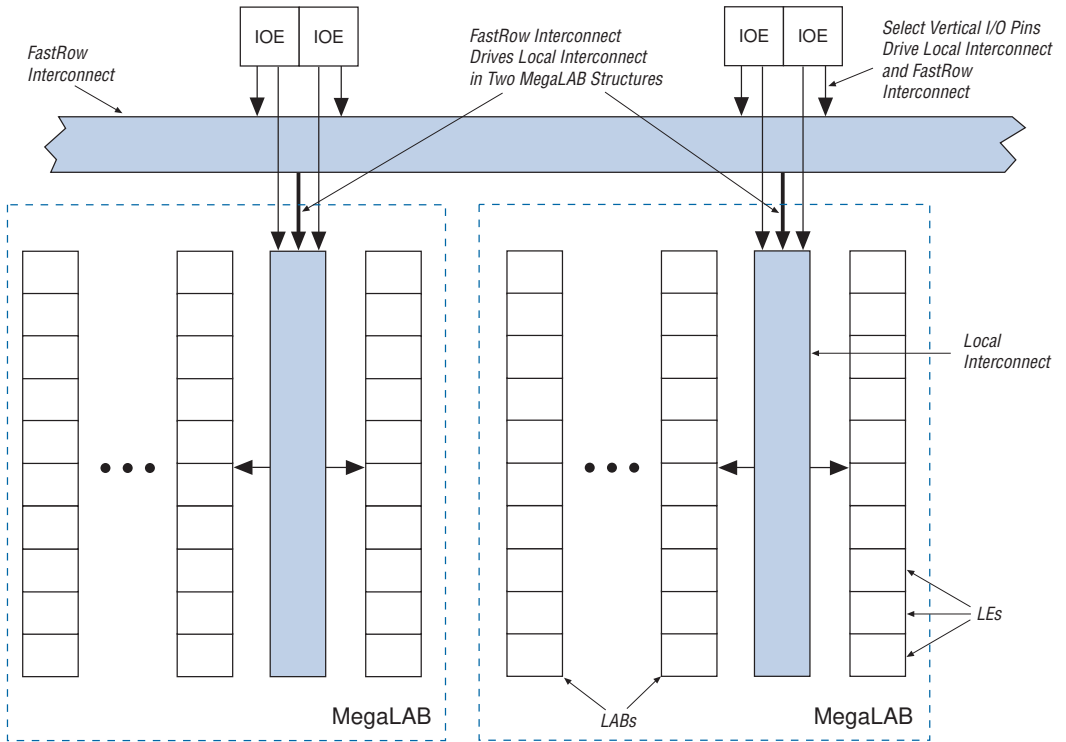 IOE IOE
FastRow
Interconnect
FastRow Interconnect
Drives Local Interconnect
in Two MegaLAB Structures
IOE IOE
Select Vertical I/O Pins
Drive Local Interconnect
and FastRow
Interconnect
Local
Interconnect
LEs
LABs
MegaLAB
MegaLAB